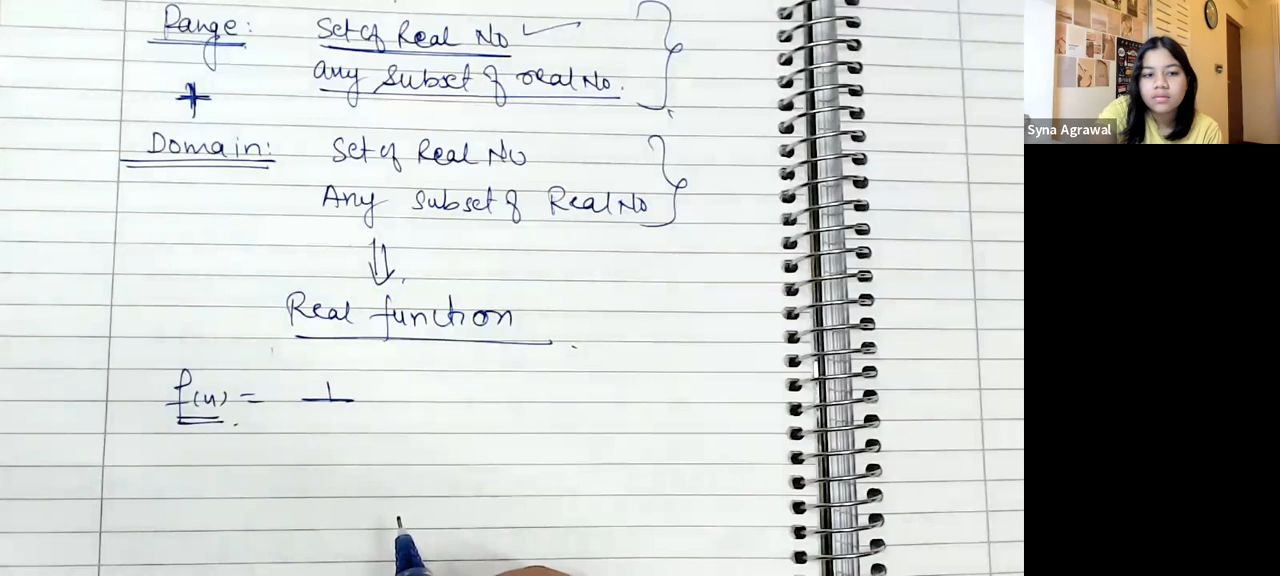 Range: Set of Real No
any subset of real No.
+
Domain: Set of Real No
Any subset of Real No
⇓
Real function
f(x) = 1
Syna Agrawal